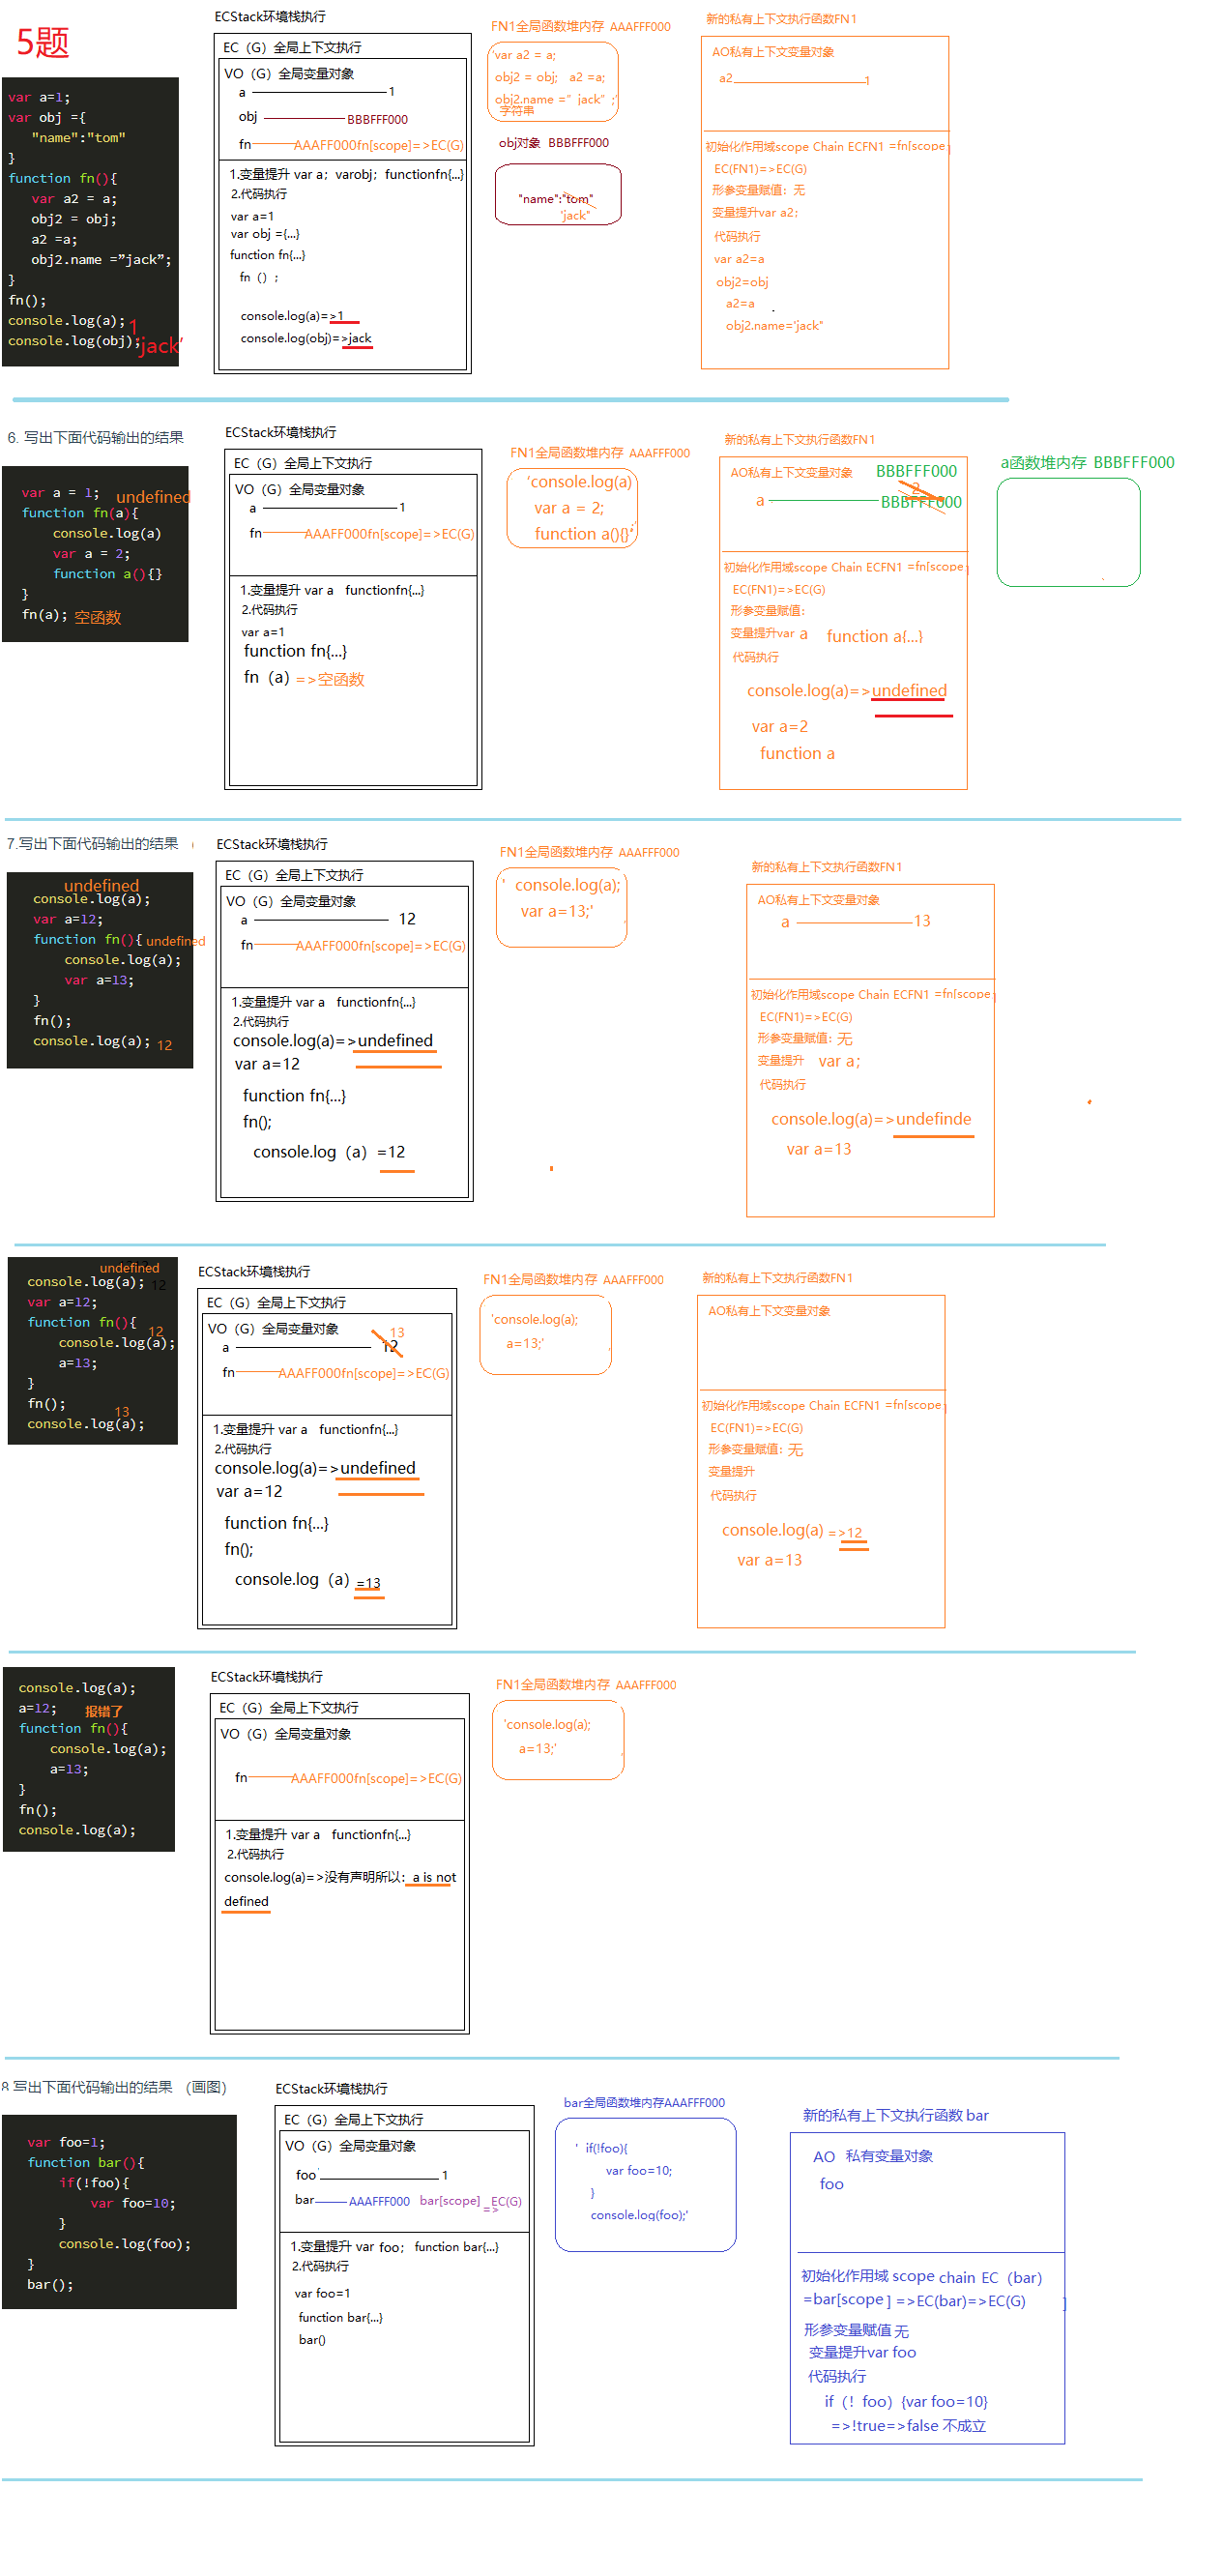 5题
var a=1;
var obj ={
"name":"tom"
}
function fn(){
var a2 = a;
obj2 = obj;
a2 =a;
obj2.name =”jack”;
}
fn();
console.log(a);
1
console.log(obj);
'jack'
ECStack环境栈执行
EC（G）全局上下文执行
VO（G）全局变量对象
a 1
obj BBBFFF000
fn AAAFF000fn[scope]=>EC(G)
1.变量提升 var a；varobj；functionfn{...}
2.代码执行
var a=1
var obj ={...}
function fn{...}
fn（）;
console.log(a)=>1
console.log(obj)=>jack
FN1全局函数堆内存 AAAFFF000
'var a2 = a;
obj2 = obj; a2 =a;
obj2.name =” jack” ;'
字符串
obj对象 BBBFFF000
"name":"tom"
'jack"
新的私有上下文执行函数FN1
AO私有上下文变量对象
a2 1
初始化作用域scope Chain ECFN1 =fn[scope]
EC(FN1)=>EC(G)
形参变量赋值：无
变量提升var a2：
代码执行
var a2=a
obj2=obj
a2=a
obj2.name='jack"
6. 写出下面代码输出的结果
var a = 1;
undefined
function fn(a){
console.log(a)
var a = 2;
function a(){}
}
fn(a);
空函数
ECStack环境栈执行
EC（G）全局上下文执行
VO（G）全局变量对象
a 1
fn AAAFF000fn[scope]=>EC(G)
1.变量提升 var a functionfn{...}
2.代码执行
var a=1
function fn{...}
fn（a）=>空函数
FN1全局函数堆内存 AAAFFF000
'console.log(a)
var a = 2;
function a(){}'
新的私有上下文执行函数FN1
AO私有上下文变量对象
BBBFFF000
2
a BBBFFF000
初始化作用域scope Chain ECFN1 =fn[scope]
EC(FN1)=>EC(G)
形参变量赋值：
变量提升var a function a{...}
代码执行
console.log(a)=>undefined
var a=2
function a
a函数堆内存 BBBFFF000
7.写出下面代码输出的结果 （
undefined
console.log(a);
var a=12;
function fn(){
undefined
console.log(a);
var a=13;
}
fn();
console.log(a);
12
ECStack环境栈执行
EC（G）全局上下文执行
VO（G）全局变量对象
a 12
fn AAAFF000fn[scope]=>EC(G)
1.变量提升 var a functionfn{...}
2.代码执行
console.log(a)=>undefined
var a=12
function fn{...}
fn();
console.log（a）=12
FN1全局函数堆内存 AAAFFF000
' console.log(a);
var a=13;'
新的私有上下文执行函数FN1
AO私有上下文变量对象
a 13
初始化作用域scope Chain ECFN1 =fn[scope]
EC(FN1)=>EC(G)
形参变量赋值：无
变量提升 var a；
代码执行
console.log(a)=>undefinde
var a=13
undefined
console.log(a);
12
var a=12;
function fn(){
12
console.log(a);
a=13;
}
fn();
13
console.log(a);
ECStack环境栈执行
EC（G）全局上下文执行
VO（G）全局变量对象
13
a 12
fn AAAFF000fn[scope]=>EC(G)
1.变量提升 var a functionfn{...}
2.代码执行
console.log(a)=>undefined
var a=12
function fn{...}
fn();
console.log（a）=13
FN1全局函数堆内存 AAAFFF000
'console.log(a);
a=13;'
新的私有上下文执行函数FN1
AO私有上下文变量对象
初始化作用域scope Chain ECFN1 =fn[scope]
EC(FN1)=>EC(G)
形参变量赋值：无
变量提升
代码执行
console.log(a) =>12
var a=13
console.log(a);
a=12;
报错了
function fn(){
console.log(a);
a=13;
}
fn();
console.log(a);
ECStack环境栈执行
EC（G）全局上下文执行
VO（G）全局变量对象
fn AAAFF000fn[scope]=>EC(G)
1.变量提升 var a functionfn{...}
2.代码执行
console.log(a)=>没有声明所以：a is not
defined
FN1全局函数堆内存 AAAFFF000
'console.log(a);
a=13;'
8.写出下面代码输出的结果 （画图）
var foo=1;
function bar(){
if(!foo){
var foo=10;
}
console.log(foo);
}
bar();
ECStack环境栈执行
EC（G）全局上下文执行
VO（G）全局变量对象
foo 1
bar AAAFFF000 bar[scope] =>EC(G)
1.变量提升 var foo； function bar{...}
2.代码执行
var foo=1
function bar{...}
bar()
bar全局函数堆内存AAAFFF000
' if(!foo){
var foo=10;
}
console.log(foo);'
新的私有上下文执行函数 bar
AO 私有变量对象
foo
初始化作用域 scope chain EC（bar）
=bar[scope ] =>EC(bar)=>EC(G) ]
形参变量赋值 无
变量提升var foo
代码执行
if（！foo）{var foo=10}
=>!true=>false 不成立